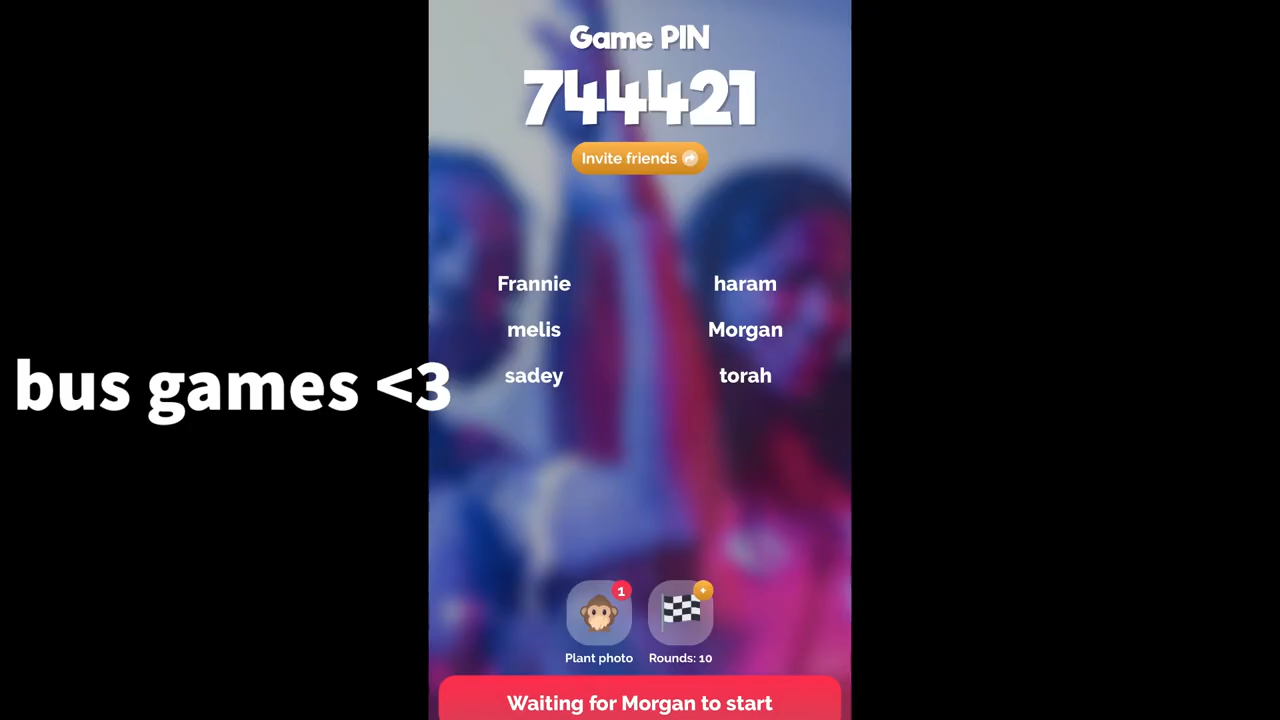 Game PIN
744421
Invite friends
Frannie haram
melis Morgan
sadey torah
bus games <3
1
Plant photo Rounds: 10
Waiting for Morgan to start